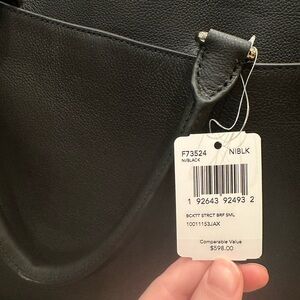 F73524 NIBLK
NI/BLACK
1 92643 92493 2
BCKTT STRCT BRF SML
10011153JAX
Comparable Value
$598.00